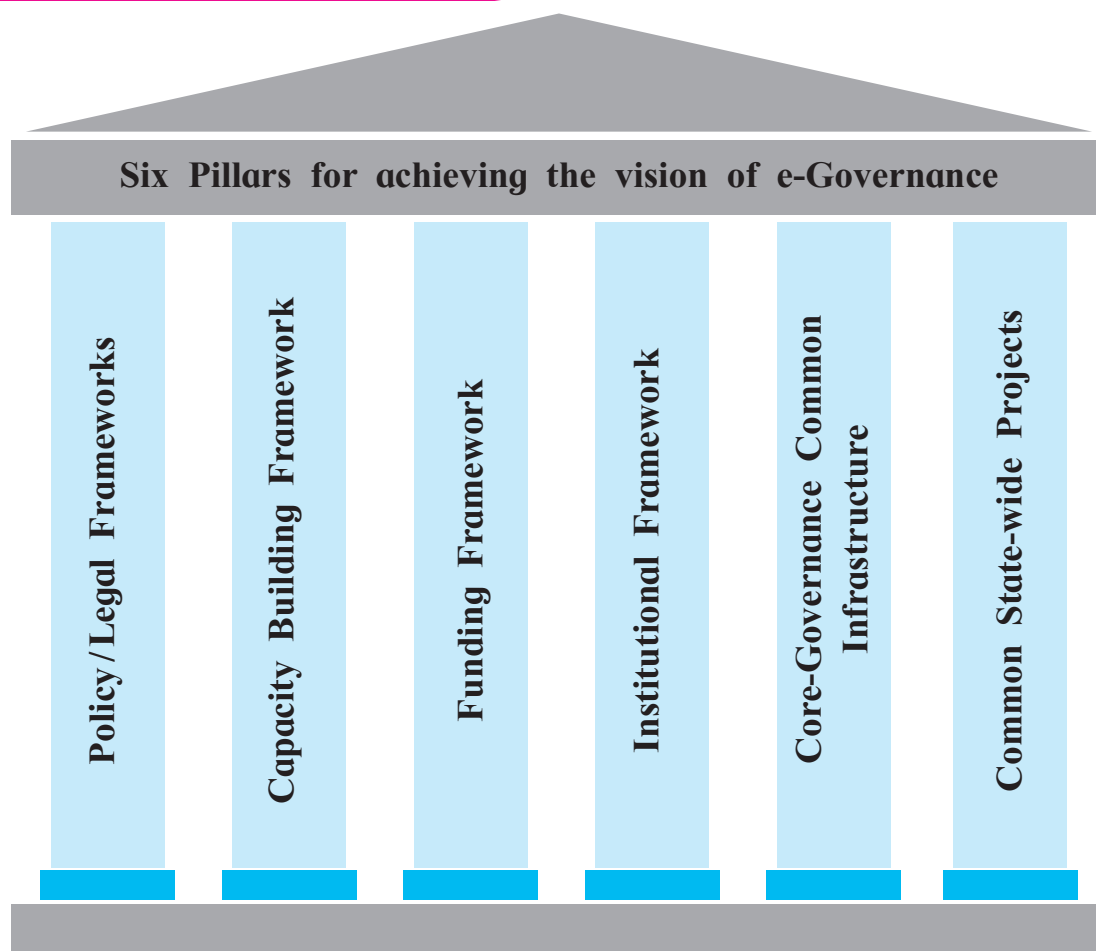 Six Pillars for achieving the vision of e-Governance
Policy/Legal Frameworks
Capacity Building Framework
Funding Framework
Institutional Framework
Core-Governance Common
Infrastructure
Common State-wide Projects